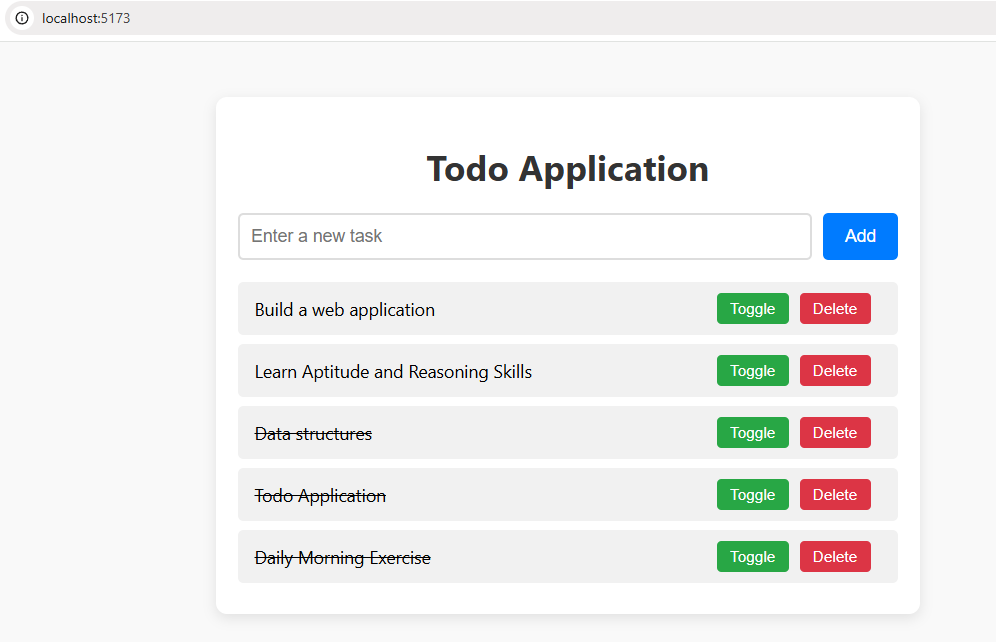 localhost:5173
Todo Application
Enter a new task Add
Build a web application Toggle Delete
Learn Aptitude and Reasoning Skills Toggle Delete
Data structures Toggle Delete
Todo Application Toggle Delete
Daily Morning Exercise Toggle Delete